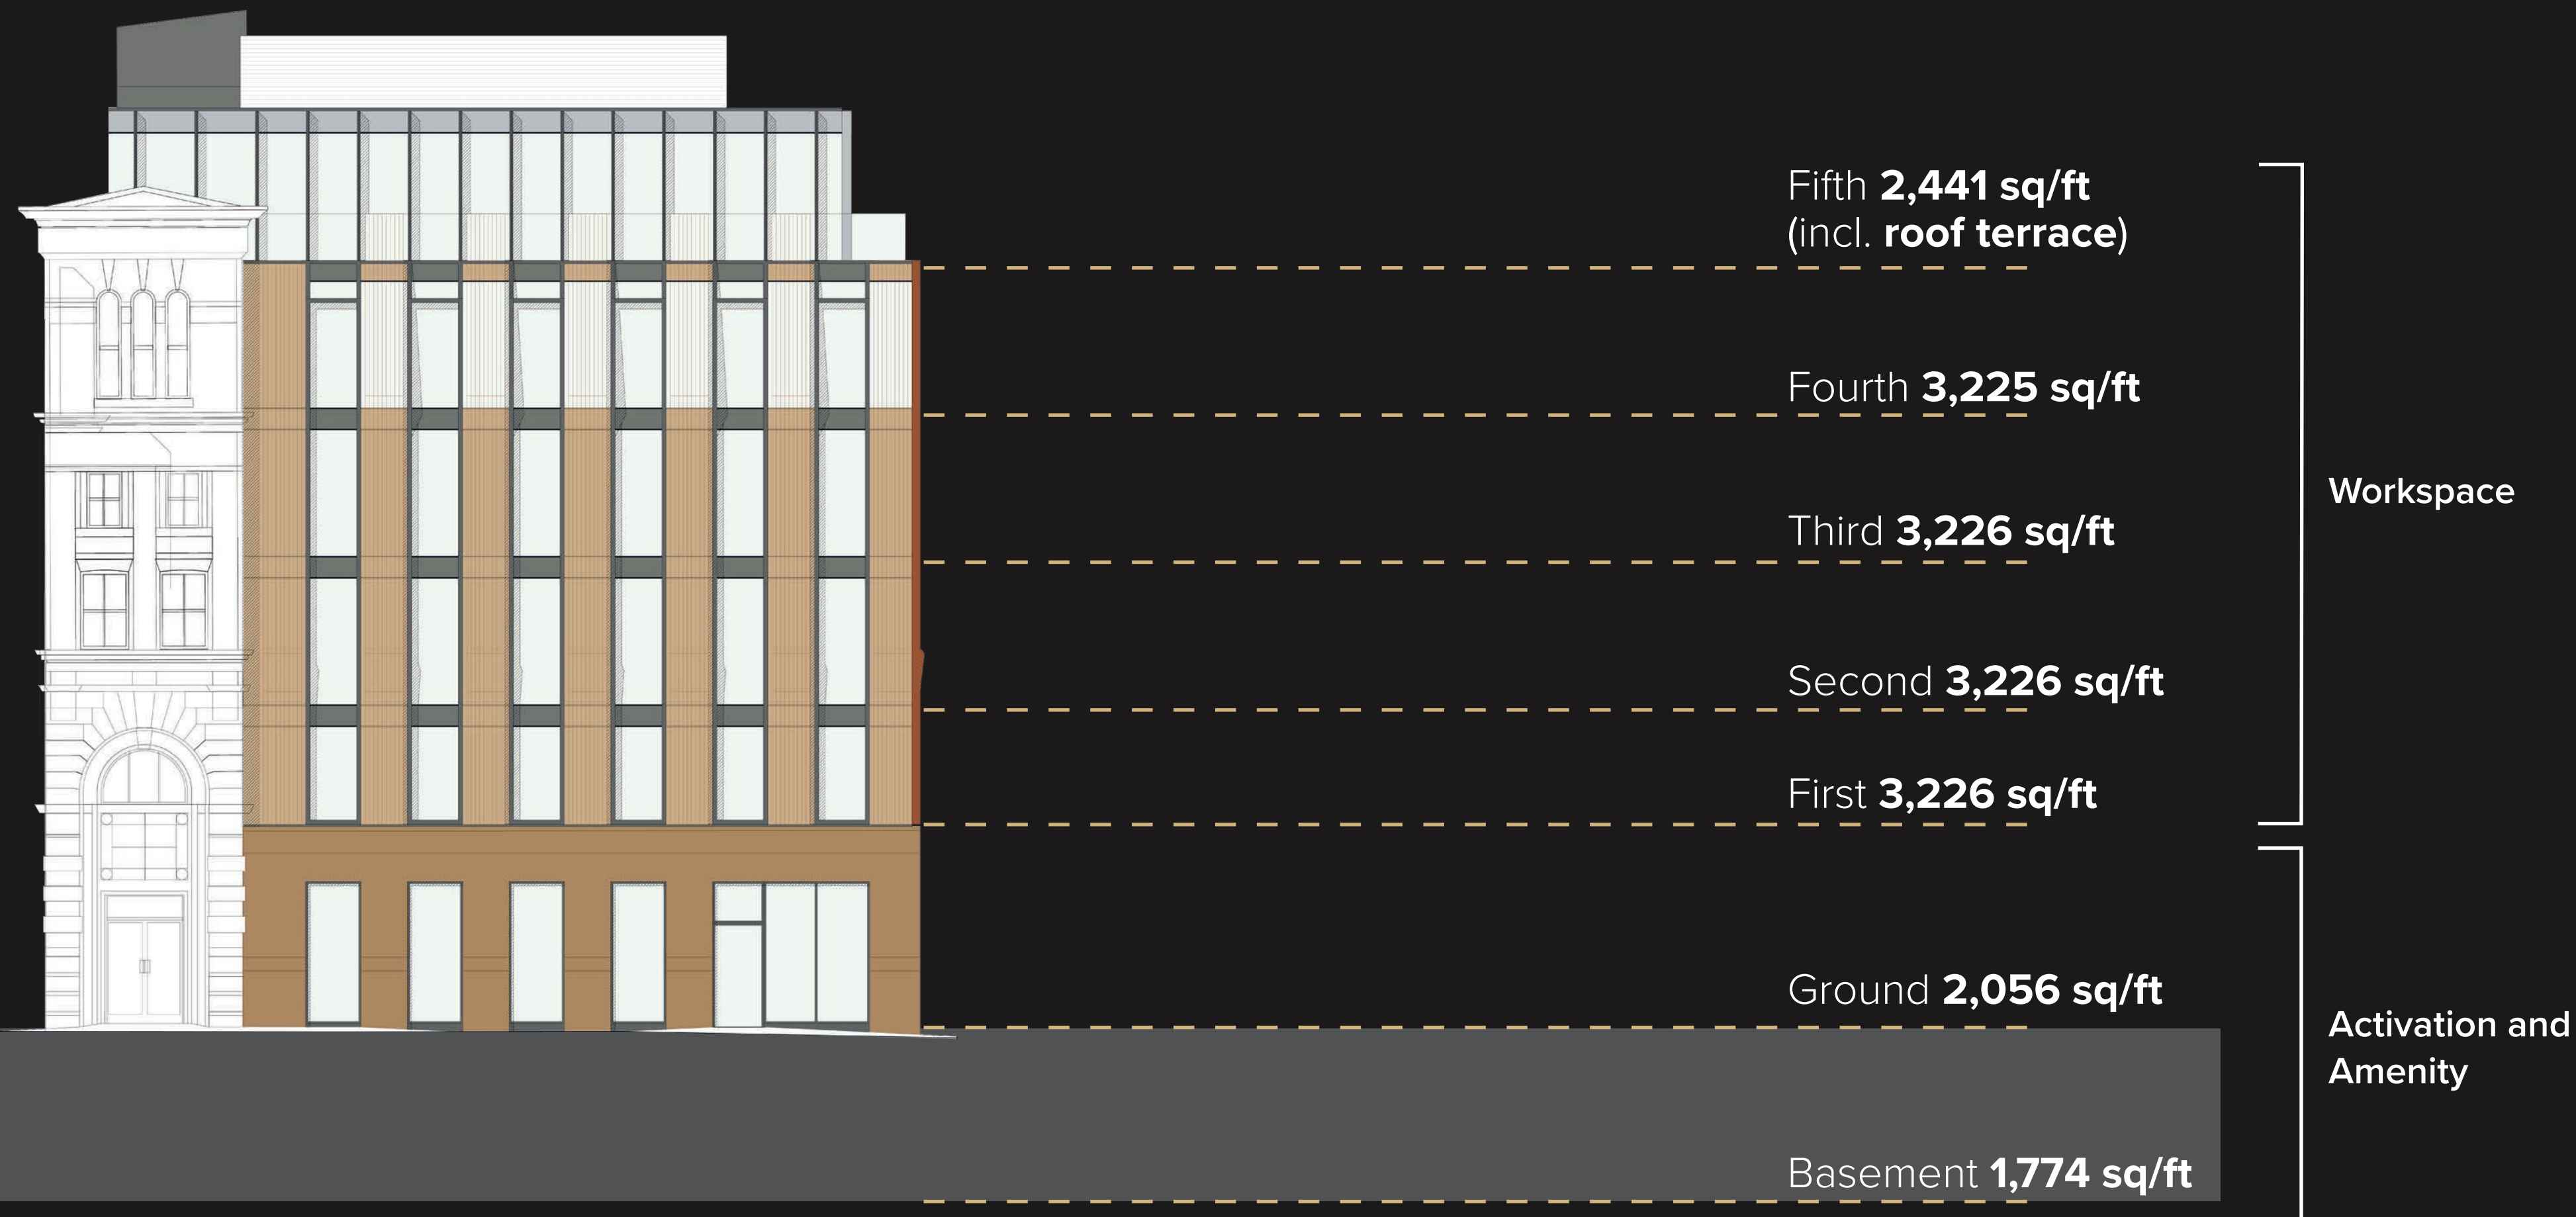 Fifth 2,441 sq/ft
(incl. roof terrace)
Fourth 3,225 sq/ft
Third 3,226 sq/ft
Workspace
Second 3,226 sq/ft
First 3,226 sq/ft
Ground 2,056 sq/ft
Activation and
Amenity
Basement 1,774 sq/ft